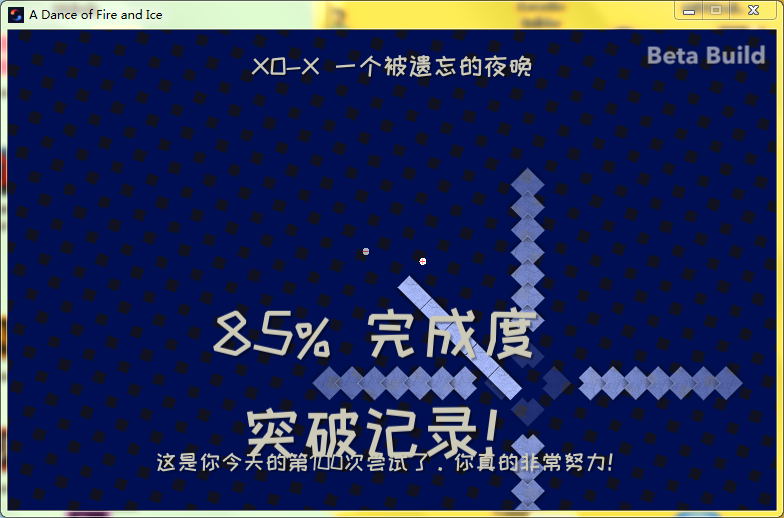 A Dance of Fire and Ice
Beta Build
XO-X 一个被遗忘的夜晚
85% 完成度
突破记录!
这是你今天的第100次尝试了. 你真的非常努力!